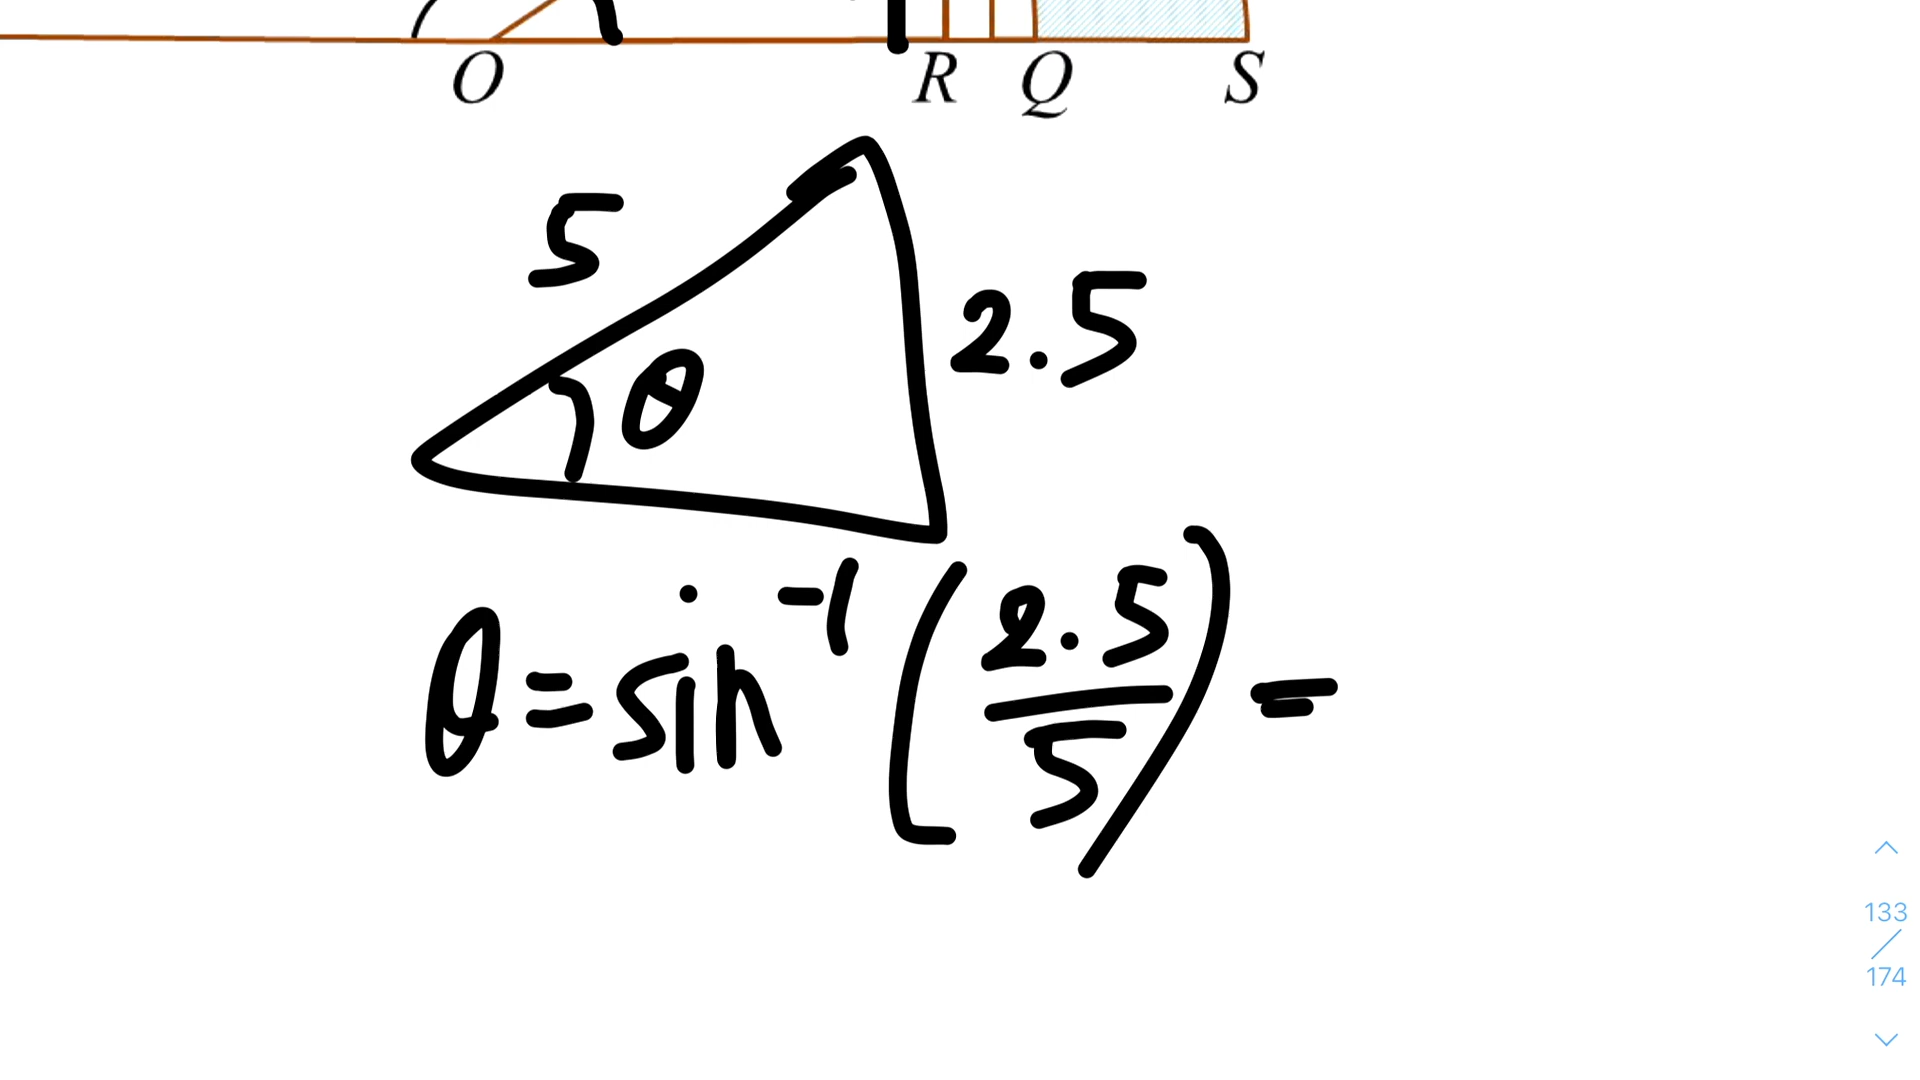 O R Q S
5
2.5
θ
θ = sin⁻¹ (2.5/5) =
133
/
174